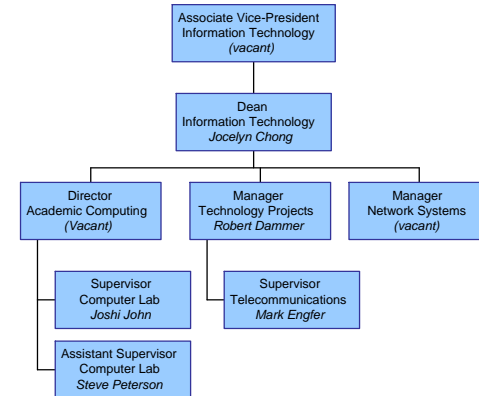 Associate Vice-President
Information Technology
(vacant)
Dean
Information Technology
Jocelyn Chong
Director
Academic Computing
(Vacant)
Manager
Technology Projects
Robert Dammer
Manager
Network Systems
(vacant)
Supervisor
Computer Lab
Joshi John
Supervisor
Telecommunications
Mark Engfer
Assistant Supervisor
Computer Lab
Steve Peterson